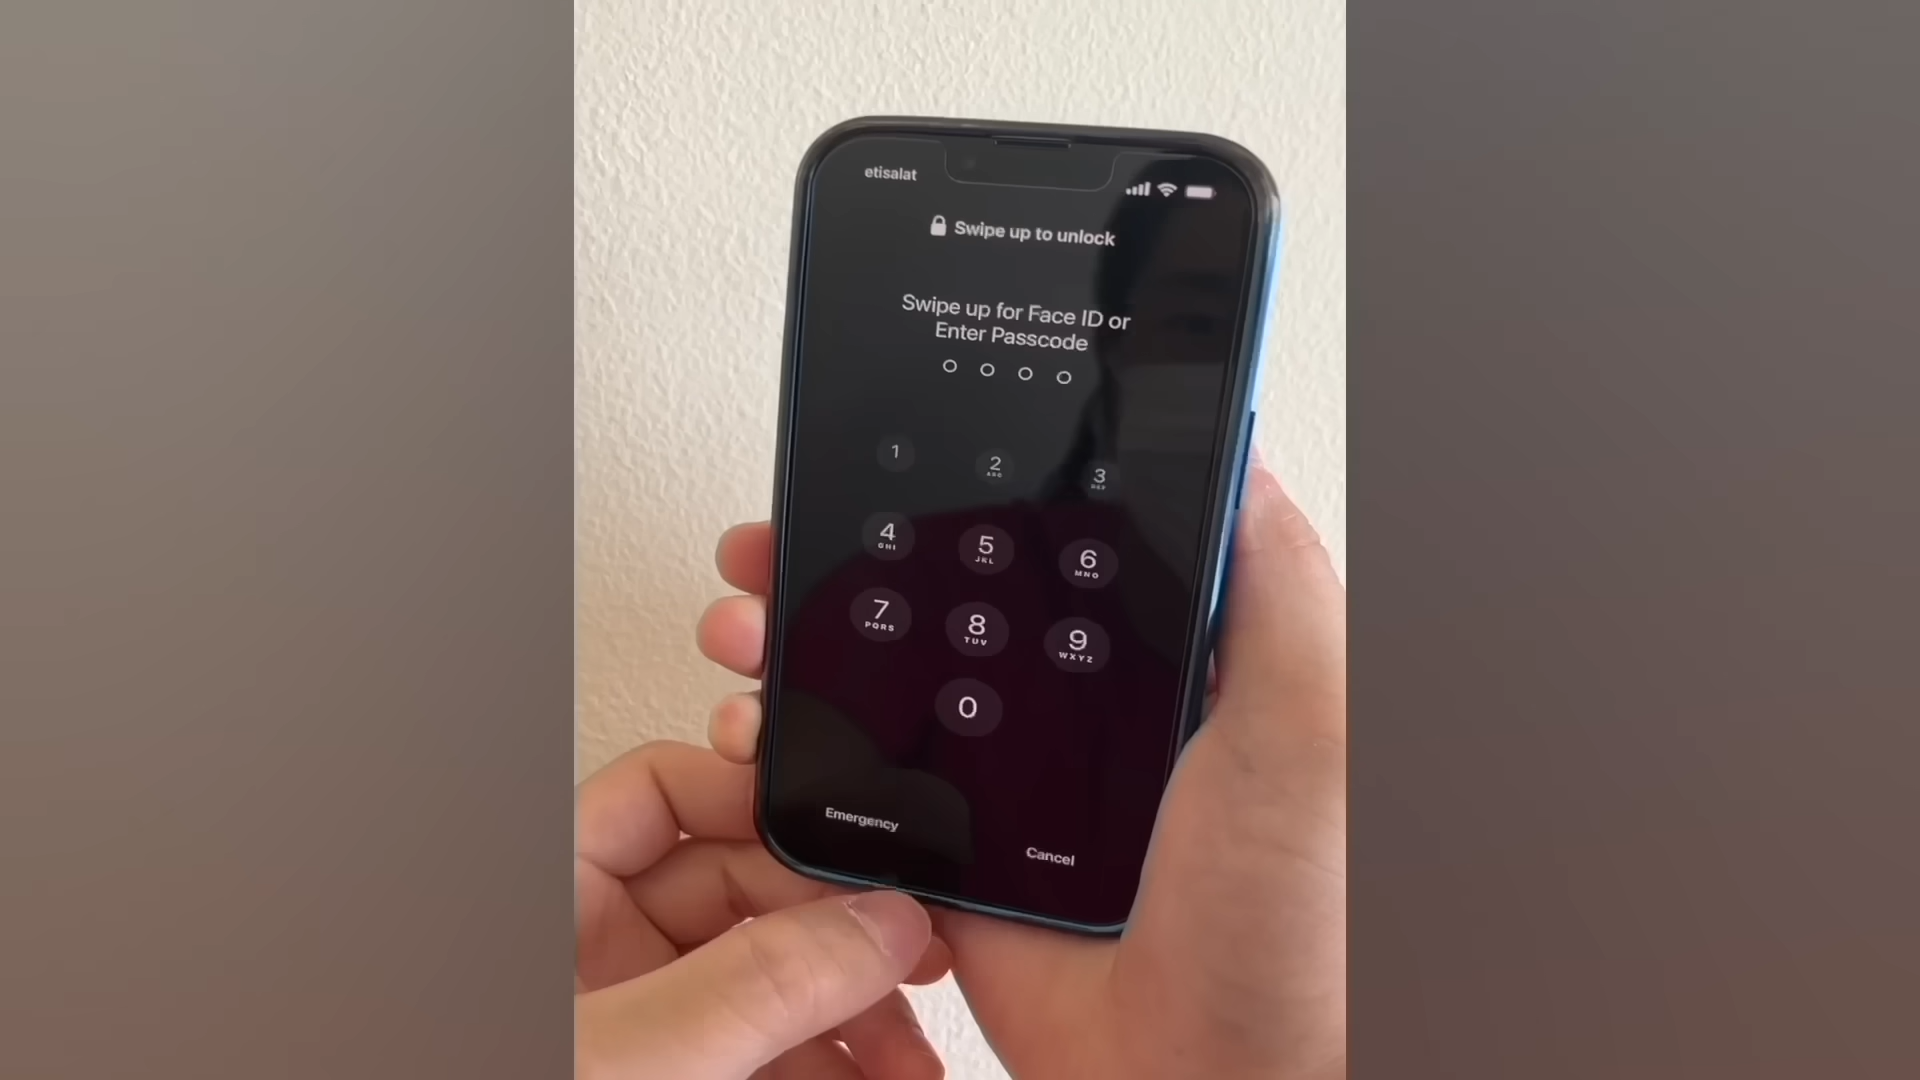 etisalat
Swipe up to unlock
Swipe up for Face ID or
Enter Passcode
1 2 3
ABC DEF
4 5 6
GHI JKL MNO
7 8 9
PQRS TUV WXYZ
0
Emergency
Cancel